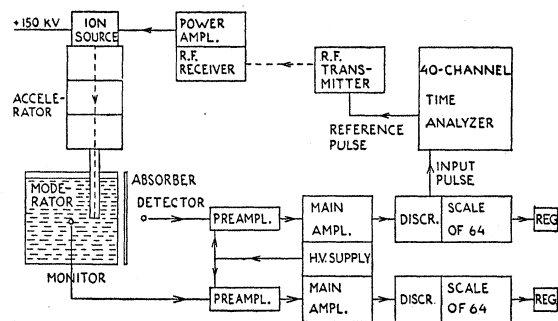 +150 KV
ION
SOURCE
POWER
AMPL.
R.F.
RECEIVER
R.F.
TRANS-
MITTER
40-CHANNEL
TIME
ANALYZER
ACCELE-
RATOR
REFERENCE
PULSE
INPUT
PULSE
MODE-
RATOR
ABSORBER
DETECTOR
MONITOR
PREAMPL.
MAIN
AMPL.
DISCR.
SCALE
OF 64
REG
H.V. SUPPLY
PREAMPL.
MAIN
AMPL.
DISCR.
SCALE
OF 64
REG